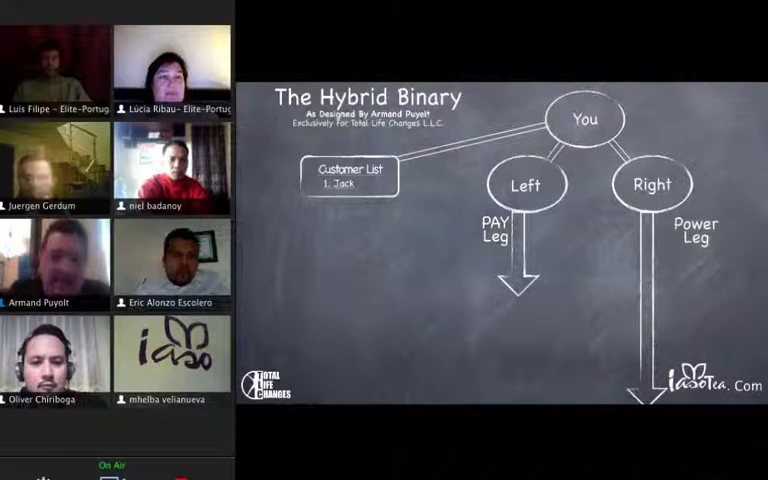 Luis Filipe - Elite-Portug
Lúcia Ribau- Elite-Portug
Juergen Gerdum
niel badanoy
Armand Puyolt
Eric Alonzo Escolero
Oliver Chiriboga
mhelba velianueva
iaso
On Air
The Hybrid Binary
As Designed By Armand Puyolt
Exclusively For Total Life Changes L.L.C.
You
Customer List
1. Jack
Left
Right
PAY
Leg
Power
Leg
TOTAL
LIFE
CHANGES
iasoTea. Com